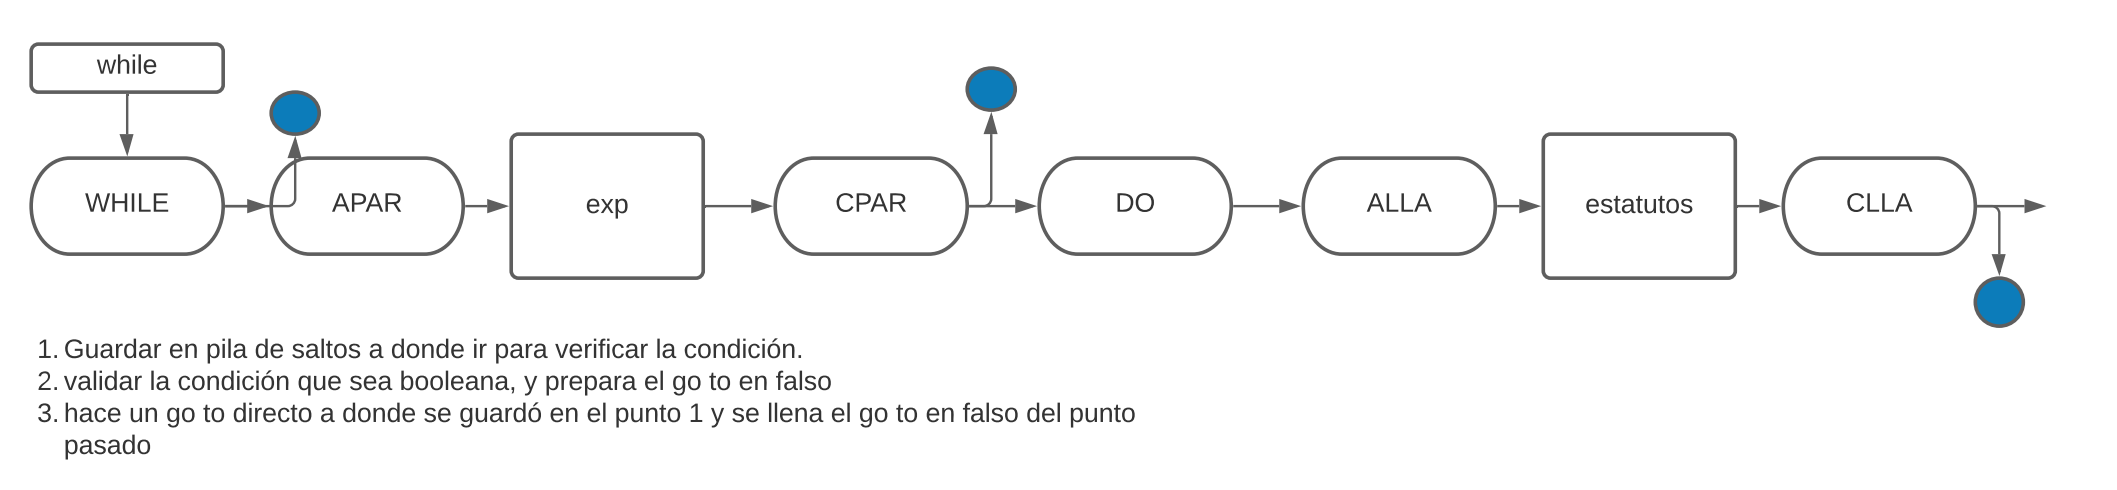 while
WHILE
APAR
exp
CPAR
DO
ALLA
estatutos
CLLA
1. Guardar en pila de saltos a donde ir para verificar la condición.
2. validar la condición que sea booleana, y prepara el go to en falso
3. hace un go to directo a donde se guardó en el punto 1 y se llena el go to en falso del punto
pasado